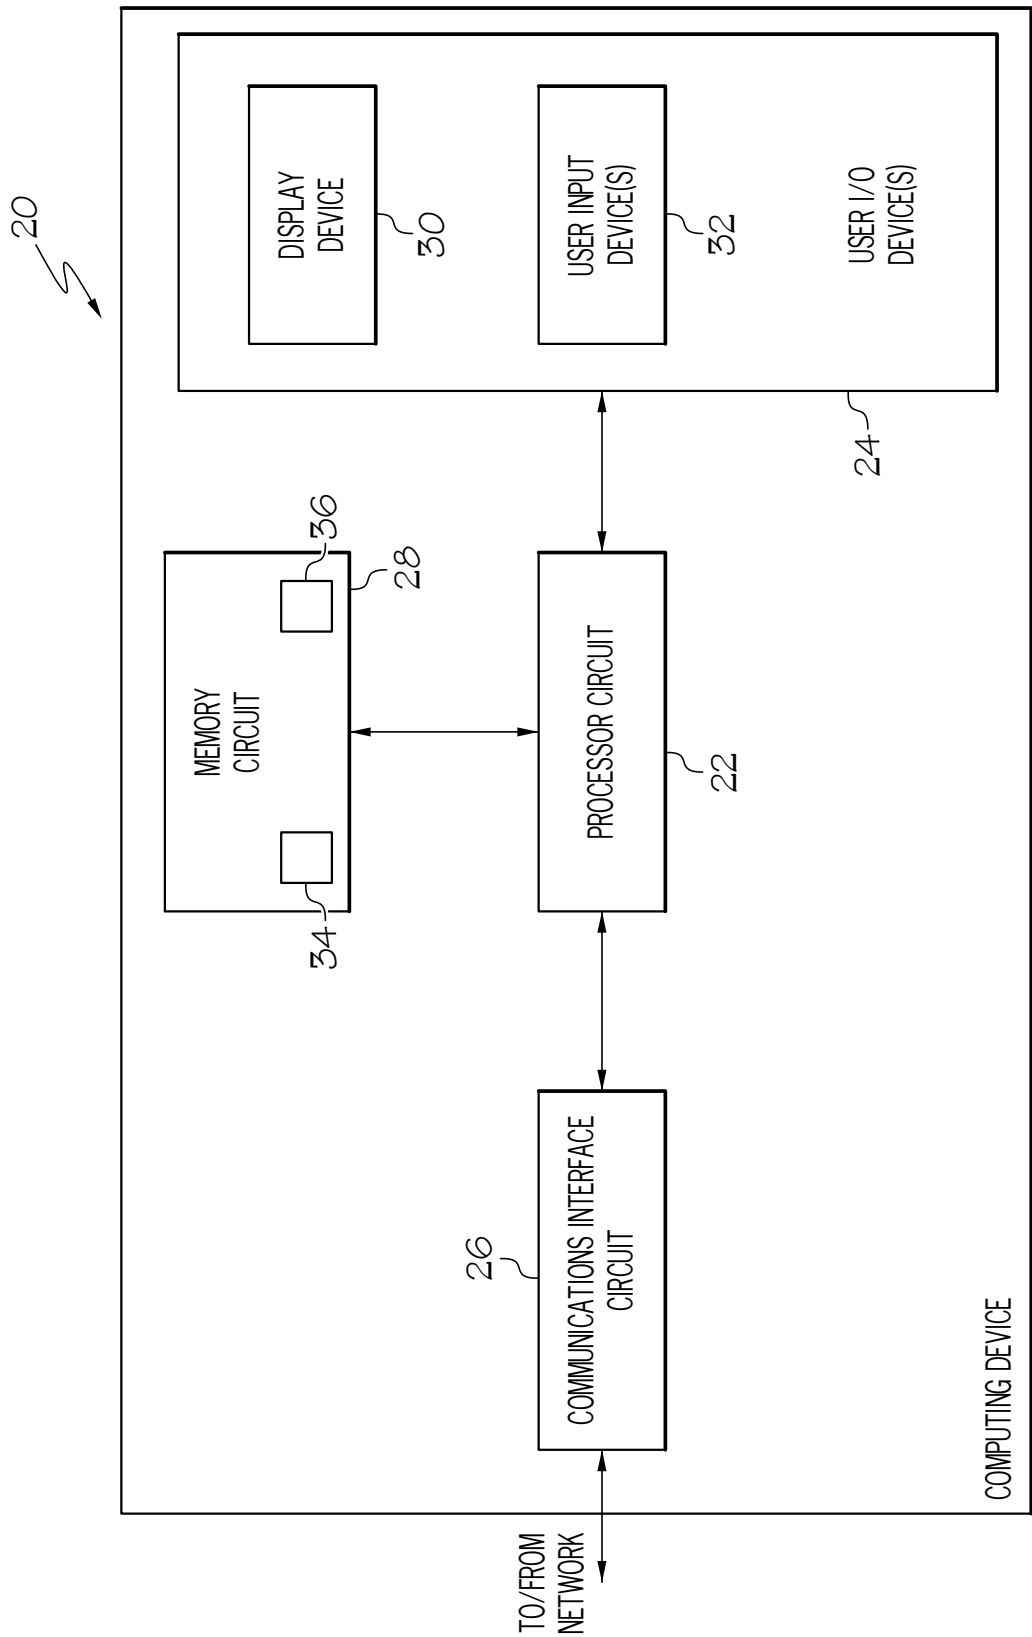 20
MEMORY
CIRCUIT
34
36
28
DISPLAY
DEVICE
30
TO/FROM
NETWORK
26
COMMUNICATIONS INTERFACE
CIRCUIT
PROCESSOR CIRCUIT
22
USER INPUT
DEVICE(S)
32
USER I/O
DEVICE(S)
24
COMPUTING DEVICE